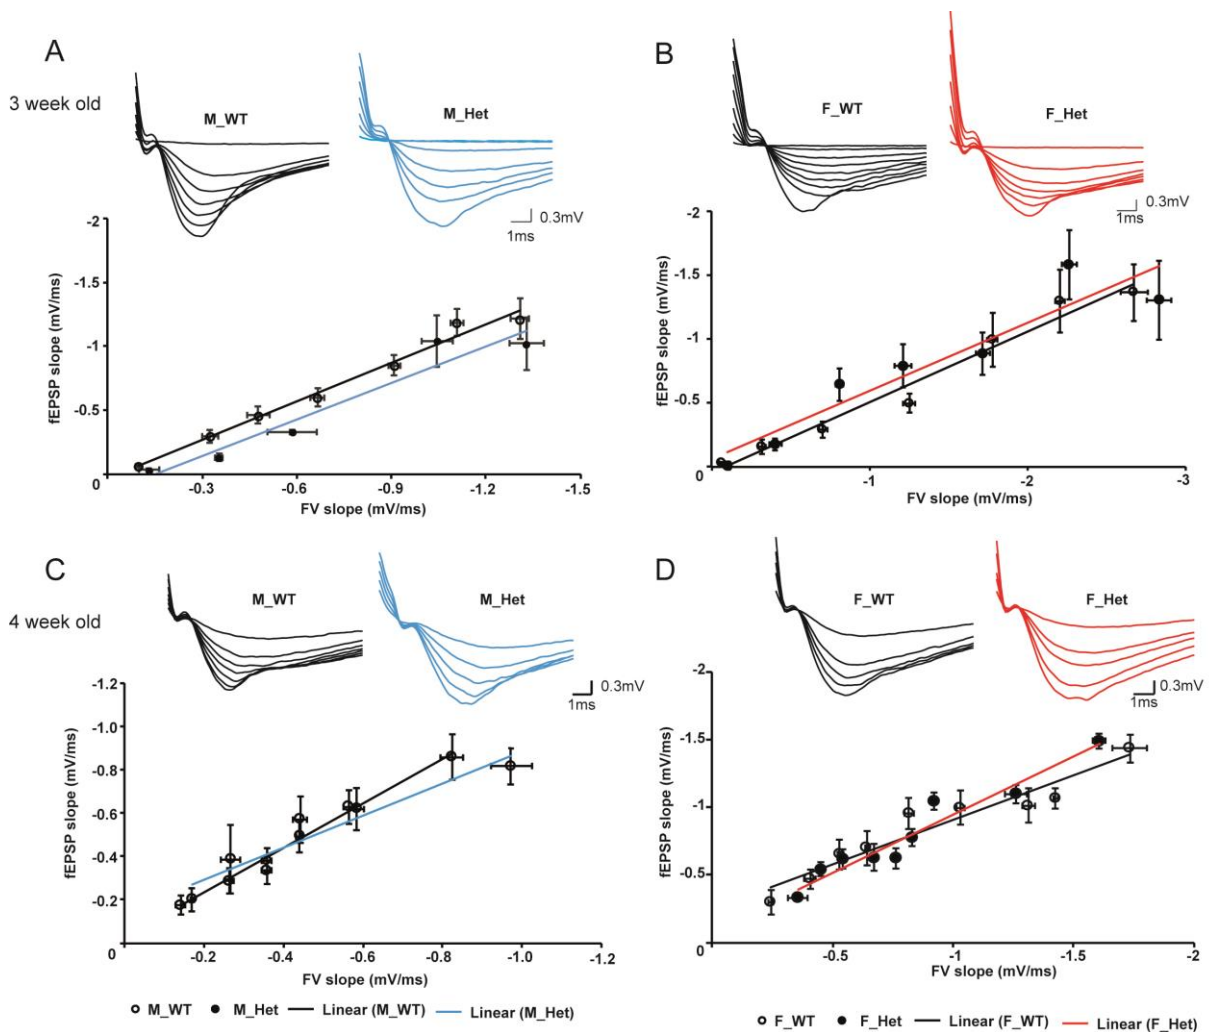 A
B
3 week old
M_WT
M_Het
F_WT
F_Het
0.3mV
1ms
0.3mV
1ms
fEPSP slope (mV/ms)
-2
-1.5
-1
-0.5
0
-0.3
-0.6
-0.9
-1.2
-1.5
FV slope (mV/ms)
fEPSP slope (mV/ms)
-2
-1.5
-1
-0.5
0
-1
-2
-3
FV slope (mV/ms)
C
D
4 week old
M_WT
M_Het
F_WT
F_Het
0.3mV
1ms
0.3mV
1ms
fEPSP slope (mV/ms)
-1.2
-1.0
-0.8
-0.6
-0.4
-0.2
0
-0.2
-0.4
-0.6
-0.8
-1.0
-1.2
FV slope (mV/ms)
fEPSP slope (mV/ms)
-2
-1.5
-1
-0.5
0
-0.5
-1
-1.5
-2
FV slope (mV/ms)
M_WT M_Het Linear (M_WT) Linear (M_Het)
F_WT F_Het Linear (F_WT) Linear (F_Het)